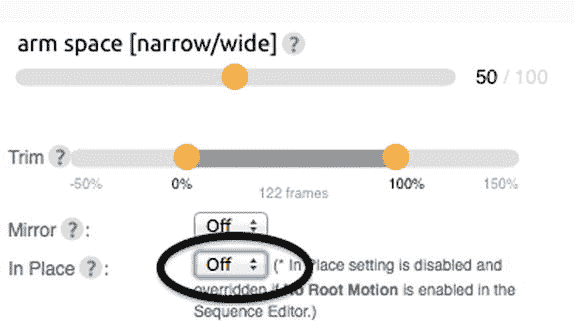 arm space [narrow/wide] ?
50 / 100
Trim ?
-50% 0% 122 frames 100% 150%
Mirror ? : Off
In Place ? : Off (* In Place setting is disabled and
overridden if No Root Motion is enabled in the
Sequence Editor.)